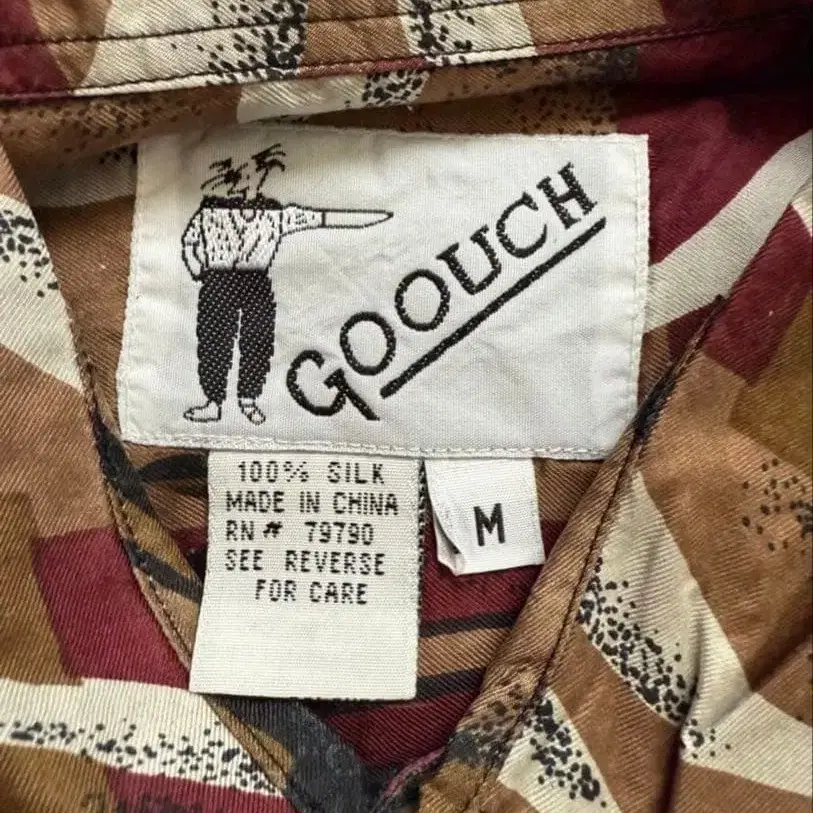 GOOUCH
100% SILK
MADE IN CHINA
RN # 79790
SEE REVERSE
FOR CARE
M